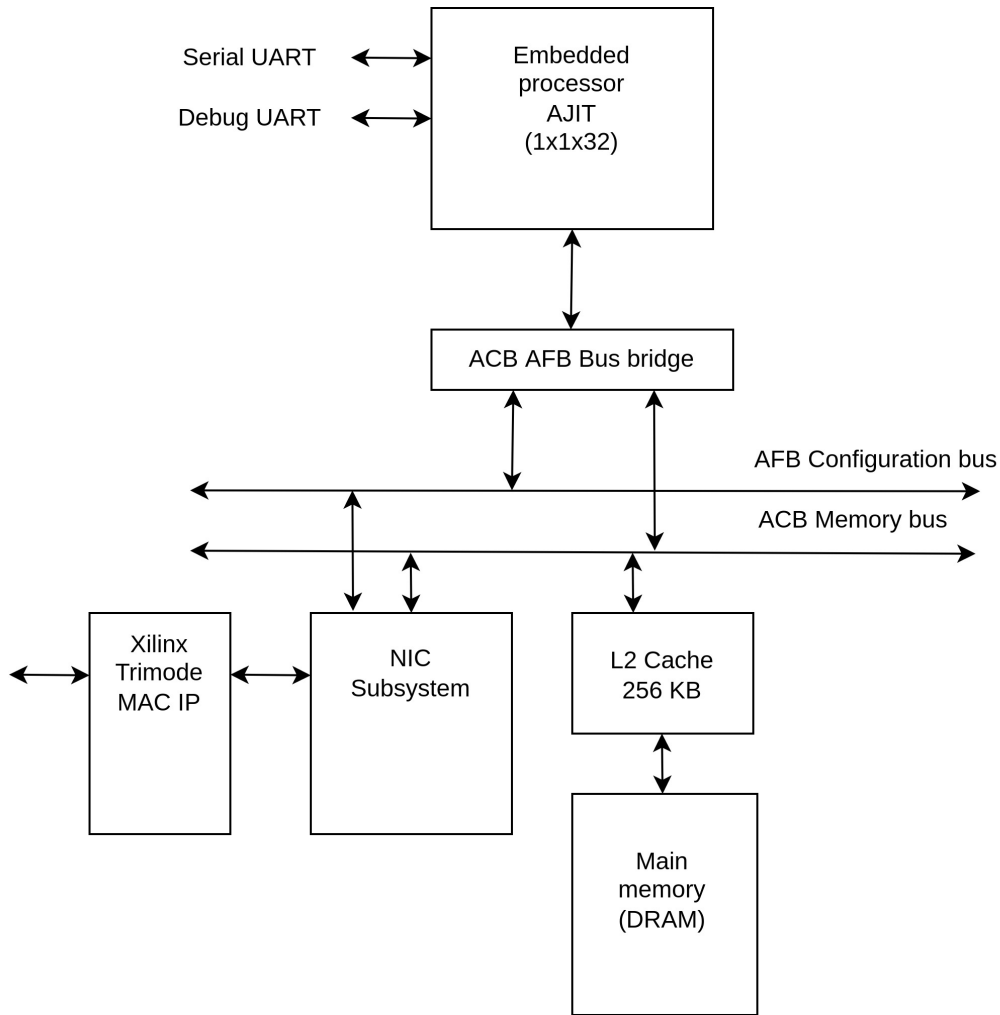 Serial UART
Debug UART
Embedded
processor
AJIT
(1x1x32)
ACB AFB Bus bridge
AFB Configuration bus
ACB Memory bus
Xilinx
Trimode
MAC IP
NIC
Subsystem
L2 Cache
256 KB
Main
memory
(DRAM)